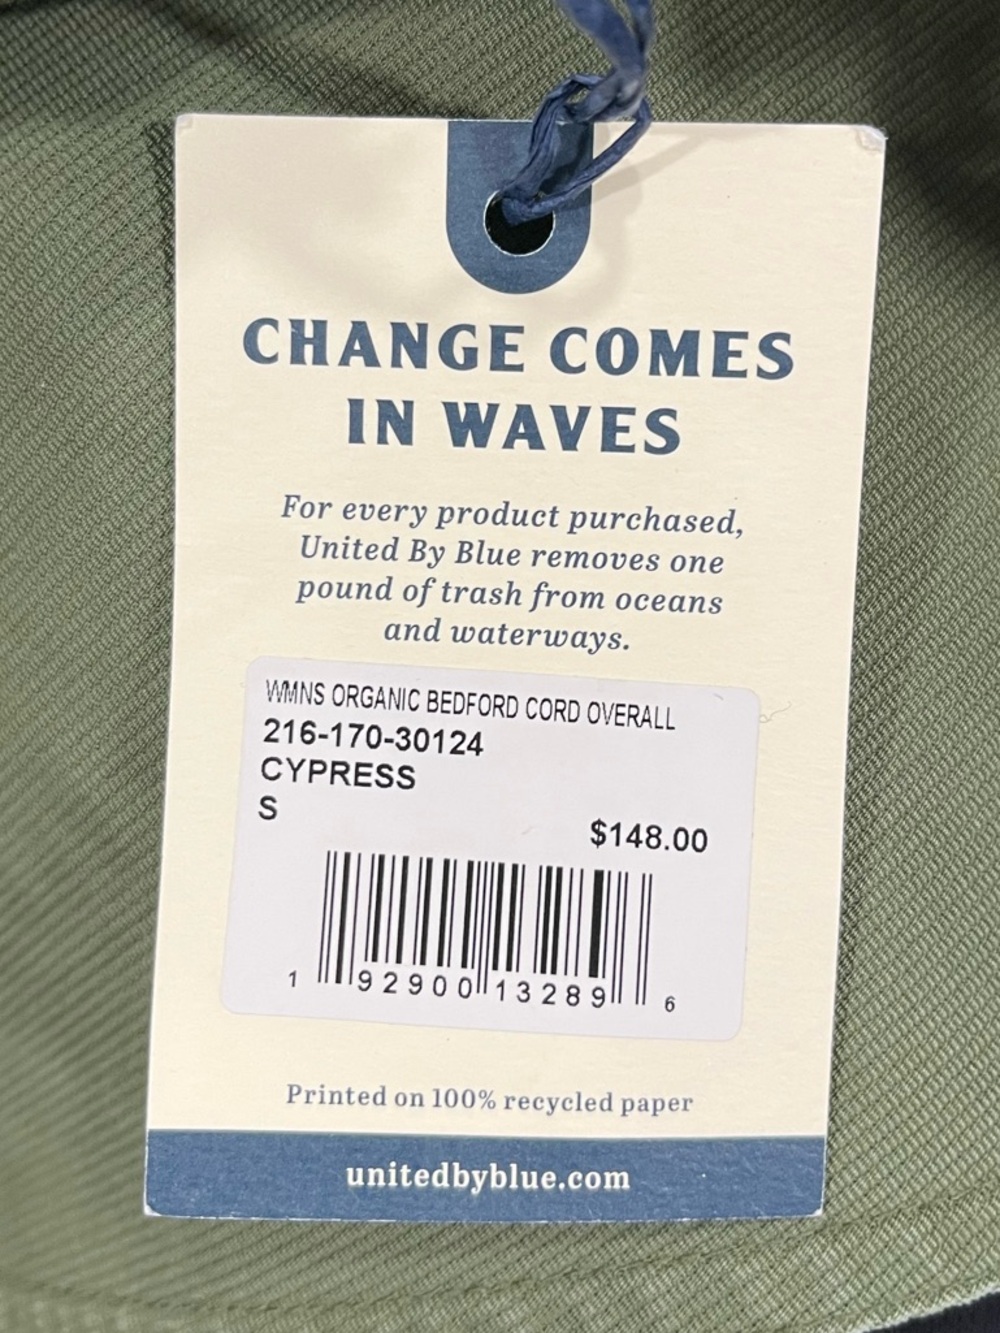 CHANGE COMES
IN WAVES
For every product purchased,
United By Blue removes one
pound of trash from oceans
and waterways.
WMNS ORGANIC BEDFORD CORD OVERALL
216-170-30124
CYPRESS
S
$148.00
1 92900 13289 6
Printed on 100% recycled paper
unitedbyblue.com